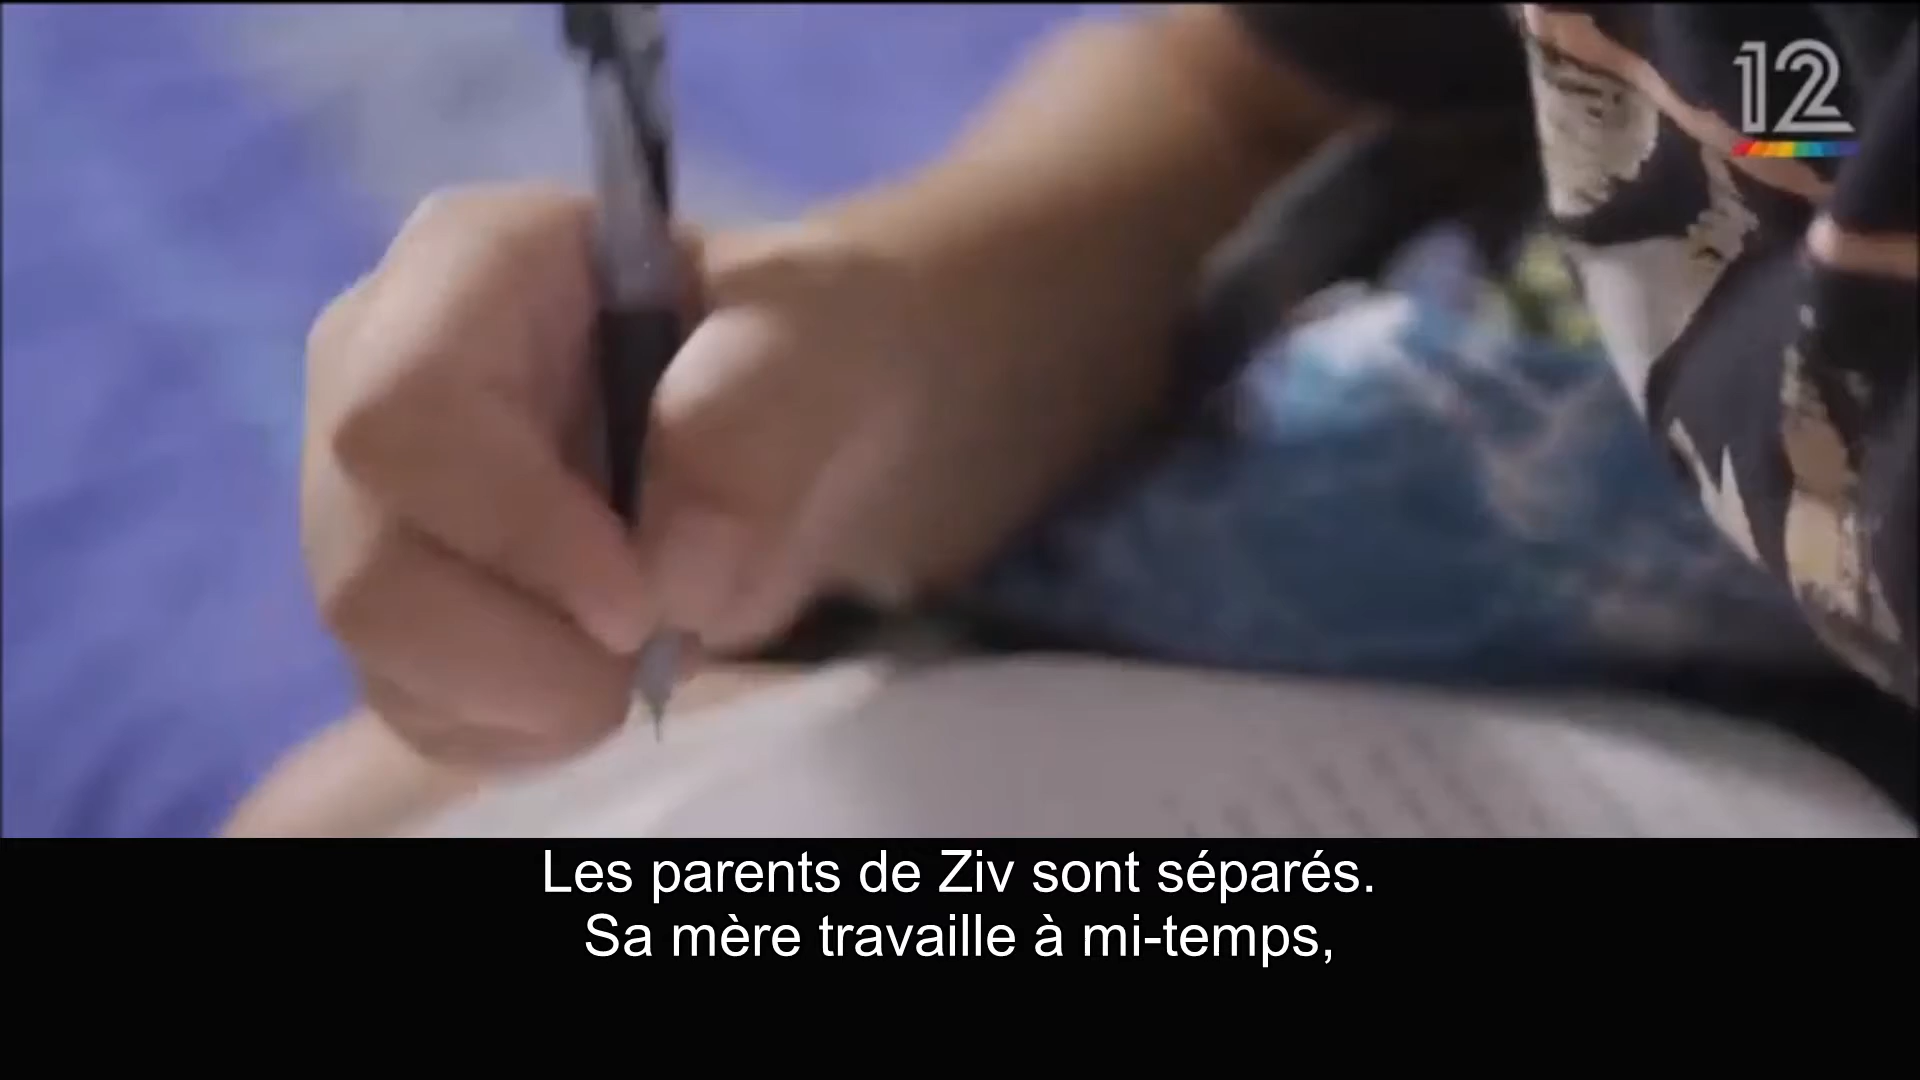 12
Les parents de Ziv sont séparés.
Sa mère travaille à mi-temps,